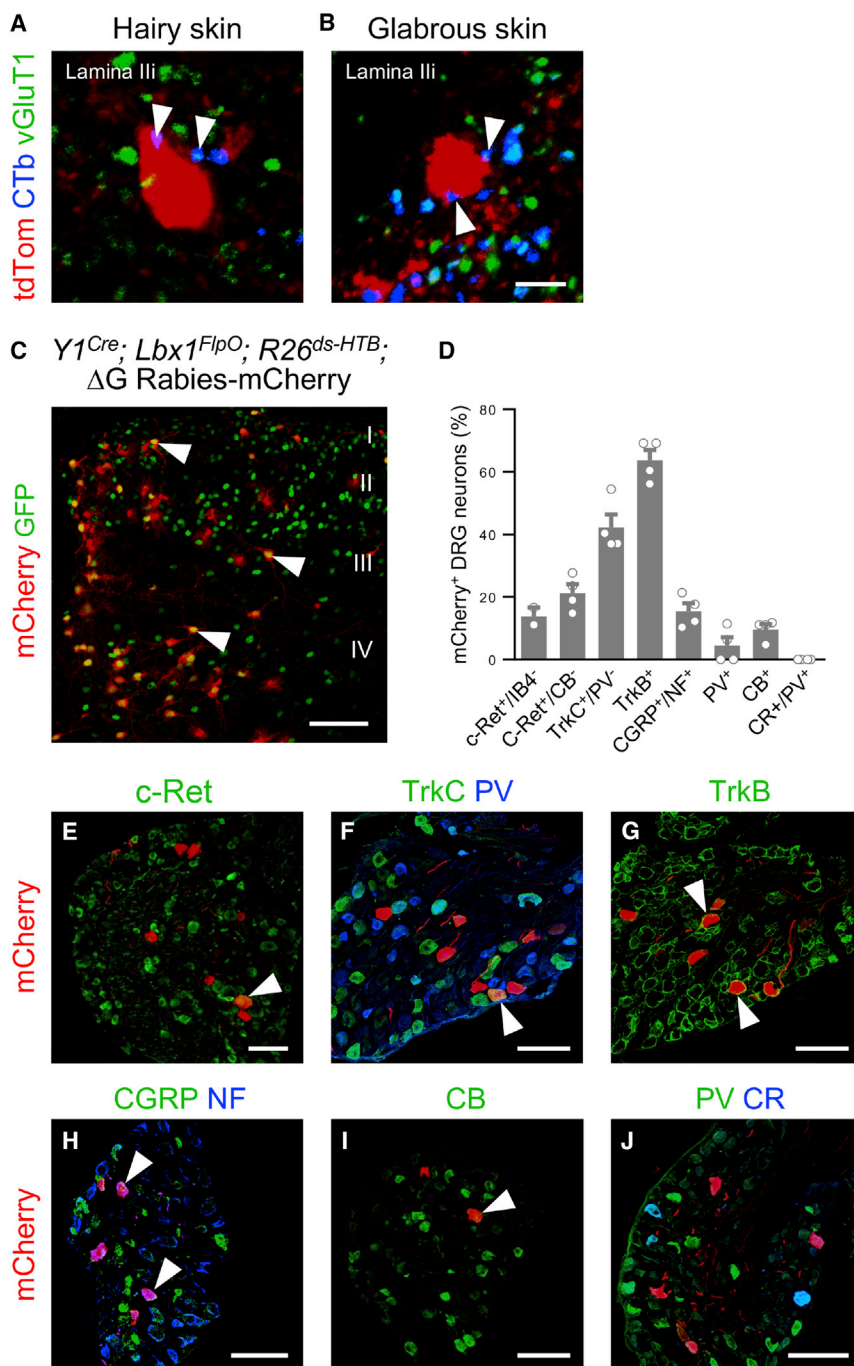 A
Hairy skin
B
Glabrous skin
tdTom CTb vGluT1
Lamina IIi
Lamina IIi
C
Y1Cre; Lbx1FlpO; R26ds-HTB;
ΔG Rabies-mCherry
mCherry GFP
I
II
III
IV
D
mCherry+ DRG neurons (%)
80
60
40
20
0
c-Ret+/IB4-
C-Ret+/CB-
TrkC+/PV-
TrkB+
CGRP+/NF+
PV+
CB+
CR+/PV+
c-Ret
TrkC PV
TrkB
mCherry
E
F
G
CGRP NF
CB
PV CR
mCherry
H
I
J